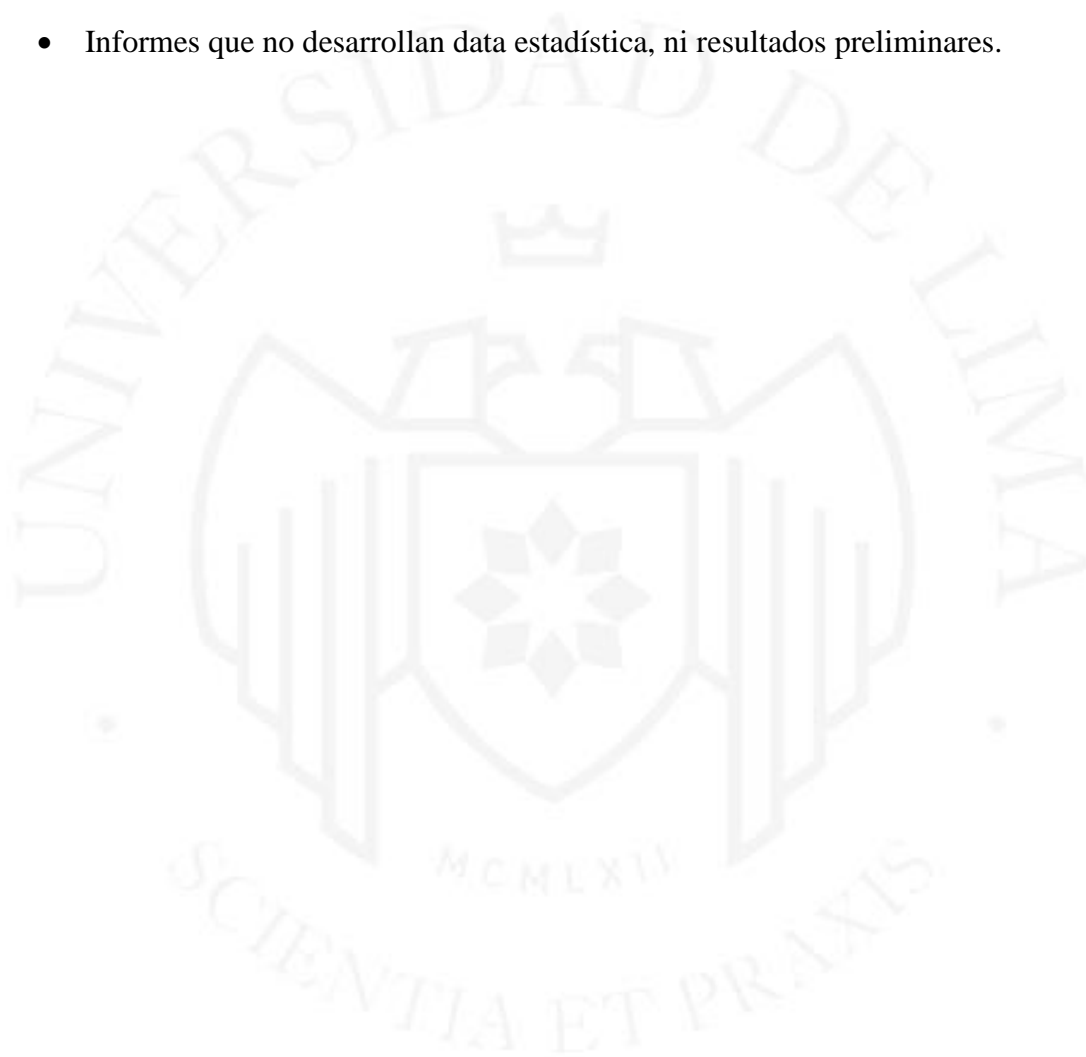 • Informes que no desarrollan data estadística, ni resultados preliminares.
UNIVERSIDAD DE LIMA
MCMLXII
SCIENTIA ET PRAXIS